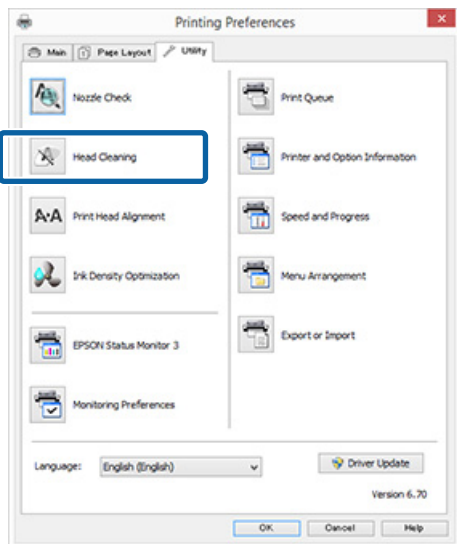 Printing Preferences
Main
Page Layout
Utility
Nozzle Check
Print Queue
Head Cleaning
Printer and Option Information
A·A
Print Head Alignment
Speed and Progress
Ink Density Optimization
Menu Arrangement
EPSON Status Monitor 3
Export or Import
Monitoring Preferences
Language:
English (English)
Driver Update
Version 6.70
OK
Cancel
Help